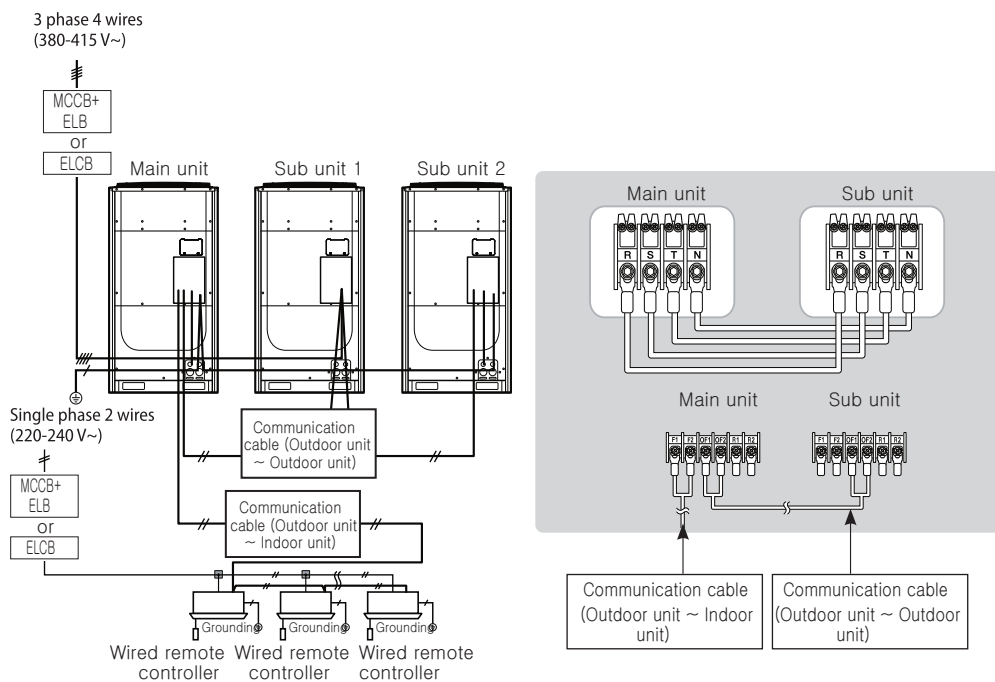 3 phase 4 wires
(380-415 V~)
MCCB+
ELB
or
ELCB
Main unit
Sub unit 1
Sub unit 2
Single phase 2 wires
(220-240 V~)
MCCB+
ELB
or
ELCB
Communication
cable (Outdoor unit
~ Outdoor unit)
Communication
cable (Outdoor unit
~ Indoor unit)
Grounding
Grounding
Grounding
Wired remote
controller
Wired remote
controller
Wired remote
controller
Main unit
Sub unit
R S T N
R S T N
Main unit
Sub unit
F1 F2 OF1 OF2 R1 R2
F1 F2 OF1 OF2 R1 R2
Communication cable
(Outdoor unit ~ Indoor
unit)
Communication cable
(Outdoor unit ~ Outdoor
unit)